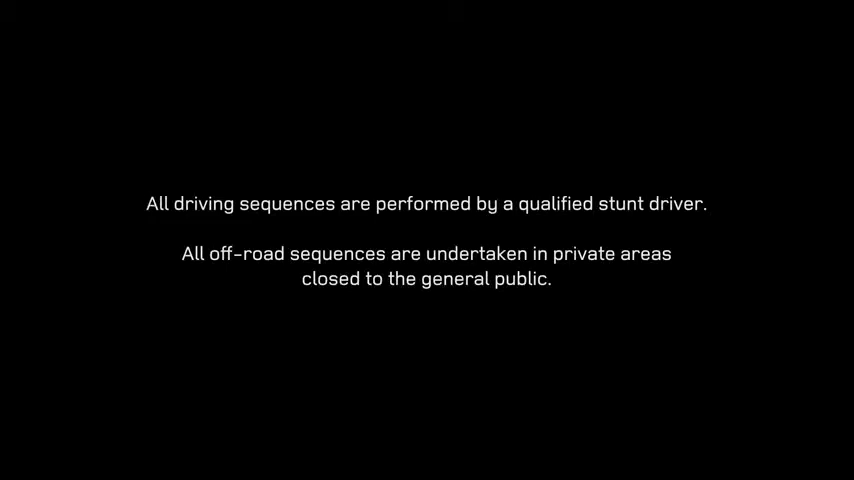 All driving sequences are performed by a qualified stunt driver.
All off-road sequences are undertaken in private areas
closed to the general public.